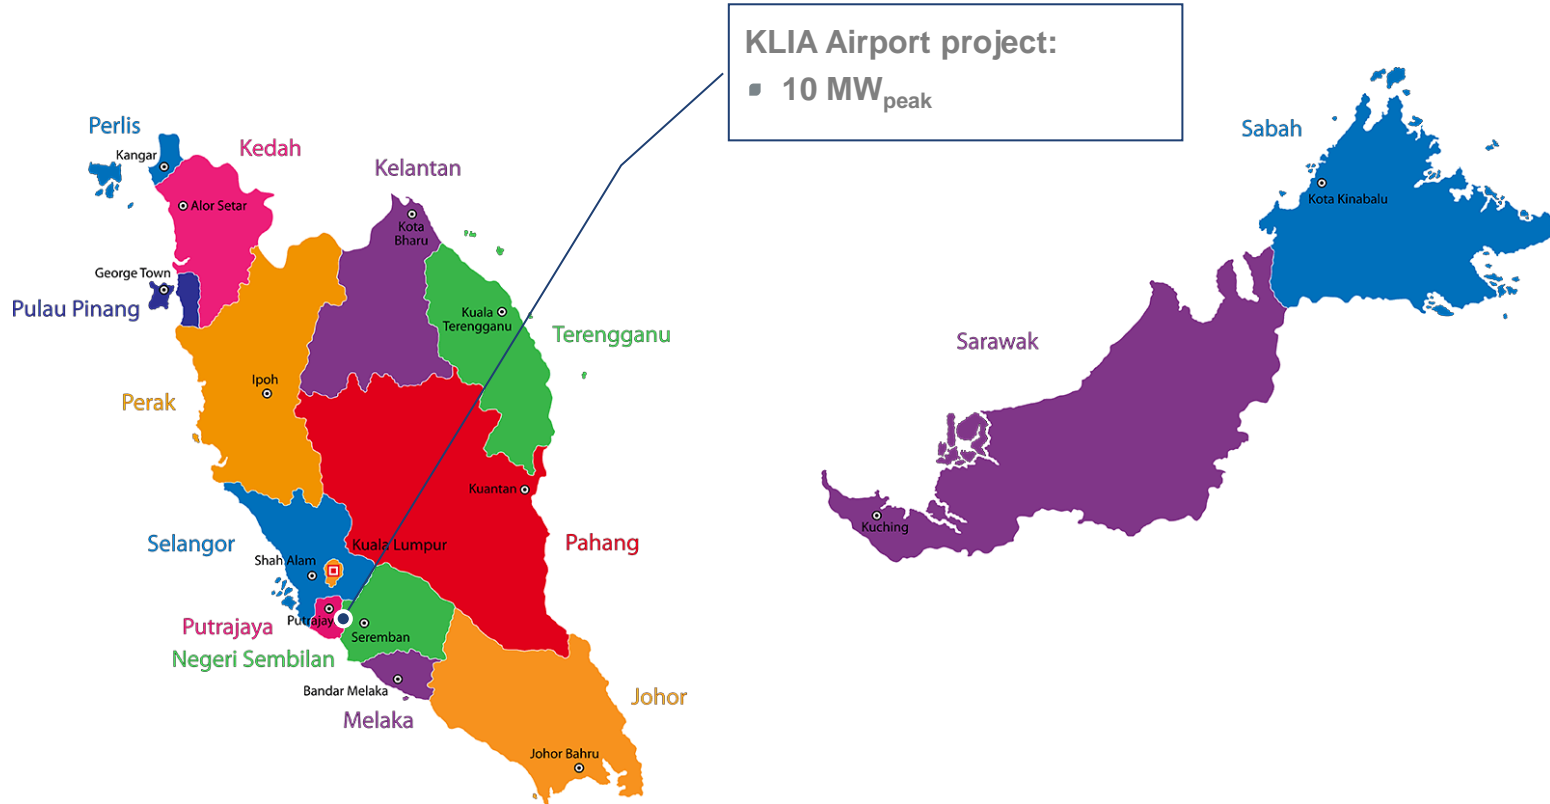 KLIA Airport project:
10 MWpeak
Perlis
Kangar
Kedah
Alor Setar
Kelantan
Kota
Bharu
George Town
Pulau Pinang
Kuala
Terengganu
Terengganu
Ipoh
Perak
Kuantan
Pahang
Selangor
Kuala Lumpur
Shah Alam
Putrajay
Putrajaya
Seremban
Negeri Sembilan
Bandar Melaka
Melaka
Johor
Johor Bahru
Sabah
Kota Kinabalu
Sarawak
Kuching